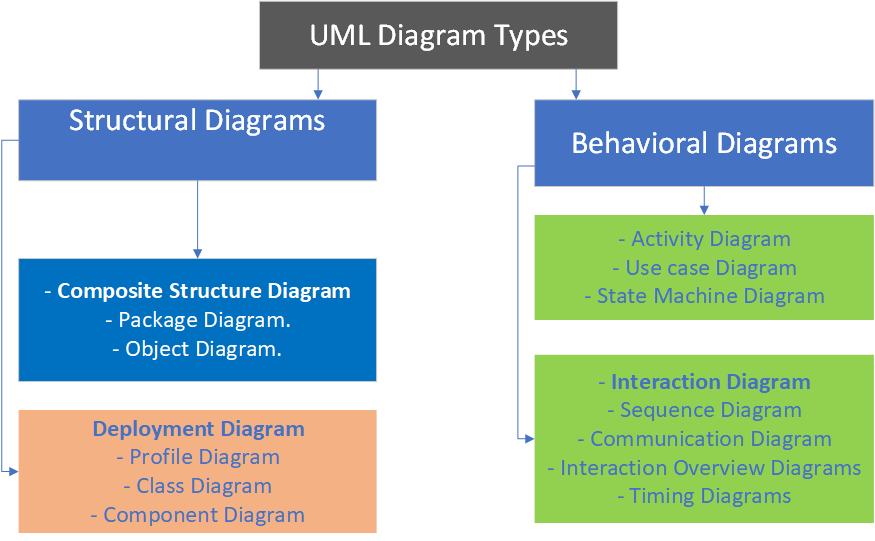 UML Diagram Types
Structural Diagrams
Behavioral Diagrams
- Composite Structure Diagram
- Package Diagram.
- Object Diagram.
Deployment Diagram
- Profile Diagram
- Class Diagram
- Component Diagram
- Activity Diagram
- Use case Diagram
- State Machine Diagram
- Interaction Diagram
- Sequence Diagram
- Communication Diagram
- Interaction Overview Diagrams
- Timing Diagrams